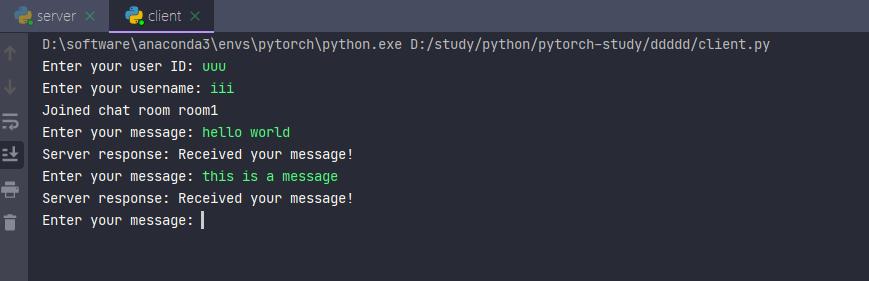 server client
D:\software\anaconda3\envs\pytorch\python.exe D:/study/python/pytorch-study/ddddd/client.py
Enter your user ID: uuu
Enter your username: iii
Joined chat room room1
Enter your message: hello world
Server response: Received your message!
Enter your message: this is a message
Server response: Received your message!
Enter your message: